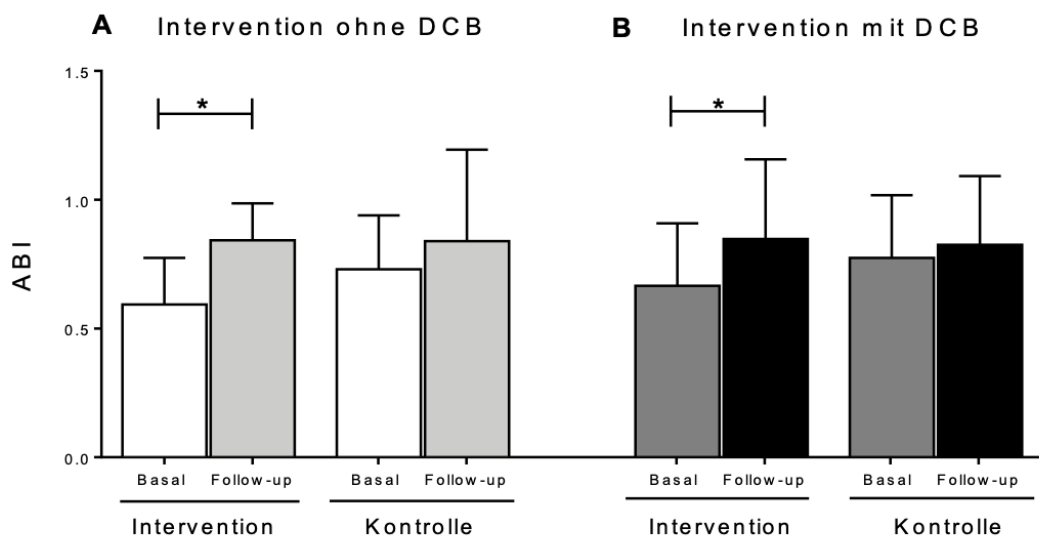 A Intervention ohne DCB
B Intervention mit DCB
1.5
1.0
0.5
0.0
ABI
*
*
Basal Follow-up Basal Follow-up
Intervention Kontrolle
Basal Follow-up Basal Follow-up
Intervention Kontrolle